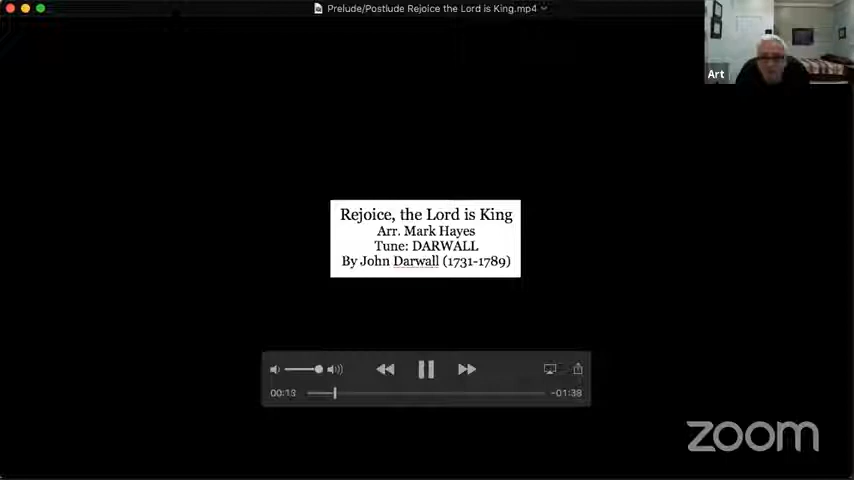 Prelude/Postlude Rejoice the Lord is King.mp4
Art
Rejoice, the Lord is King
Arr. Mark Hayes
Tune: DARWALL
By John Darwall (1731-1789)
00:13
-01:38
zoom